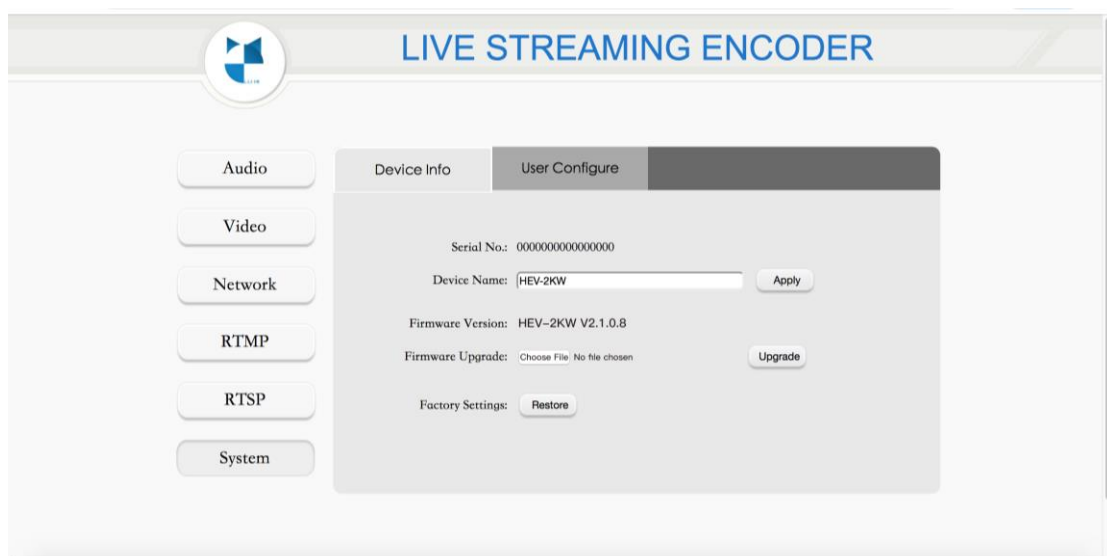 LIVE STREAMING ENCODER
Audio
Video
Network
RTMP
RTSP
System
Device Info User Configure
Serial No.: 0000000000000000
Device Name: HEV-2KW Apply
Firmware Version: HEV-2KW V2.1.0.8
Firmware Upgrade: Choose File No file chosen Upgrade
Factory Settings: Restore